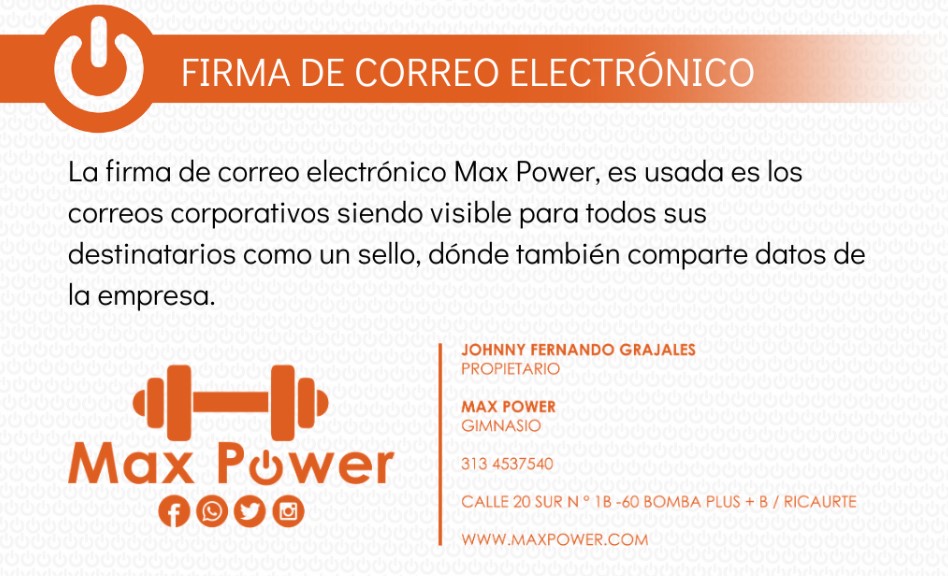 FIRMA DE CORREO ELECTRÓNICO
La firma de correo electrónico Max Power, es usada es los
correos corporativos siendo visible para todos sus
destinatarios como un sello, dónde también comparte datos de
la empresa.
Max Power
JOHNNY FERNANDO GRAJALES
PROPIETARIO
MAX POWER
GIMNASIO
313 4537540
CALLE 20 SUR N ° 1B -60 BOMBA PLUS + B / RICAURTE
WWW.MAXPOWER.COM